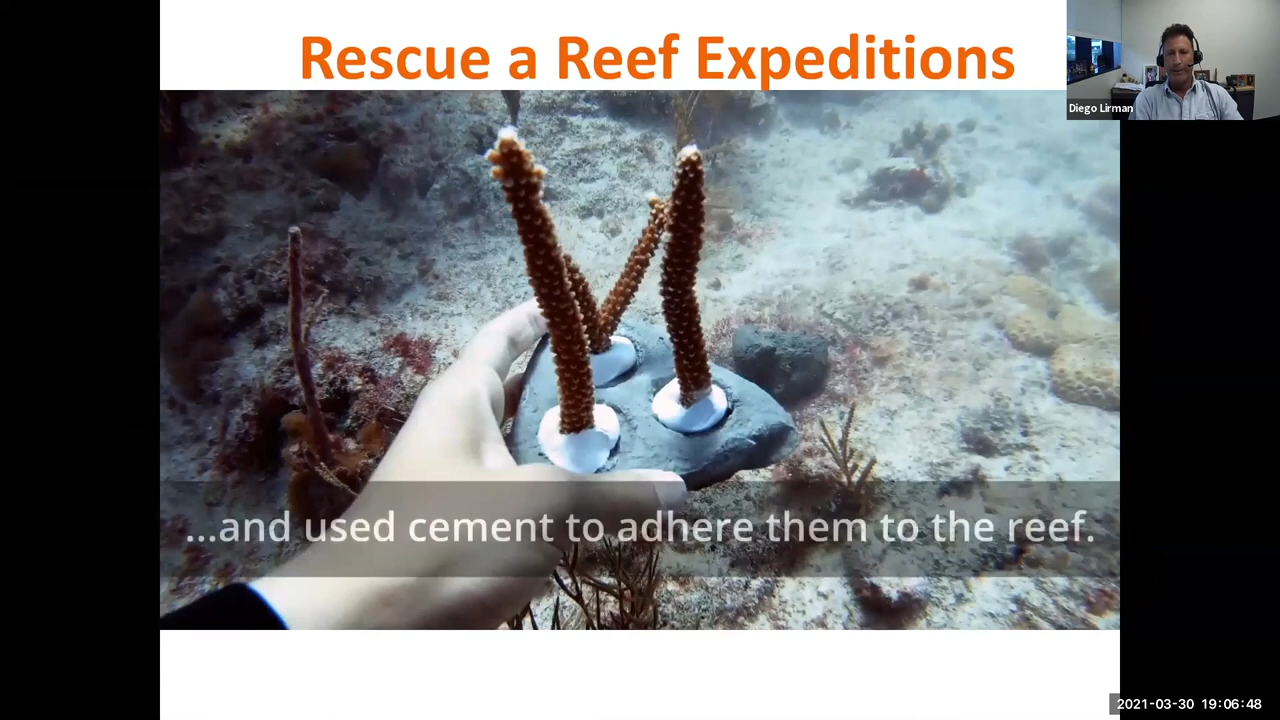 Rescue a Reef Expeditions
Diego Lirman
...and used cement to adhere them to the reef.
2021-03-30 19:06:48